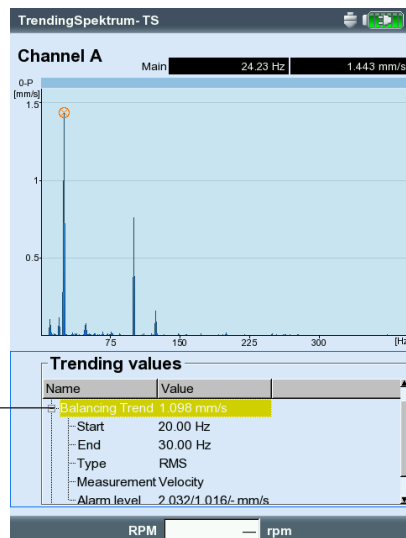 TrendingSpektrum- TS
Channel A
Main 24.23 Hz 1.443 mm/s
0-P
[mm/s]
1.5
1
0.5
75 150 225 300 [Hz
Trending values
Name Value
Balancing Trend 1.098 mm/s
Start 20.00 Hz
End 30.00 Hz
Type RMS
Measurement Velocity
Alarm level 2.032/1.016/- mm/s
RPM — rpm